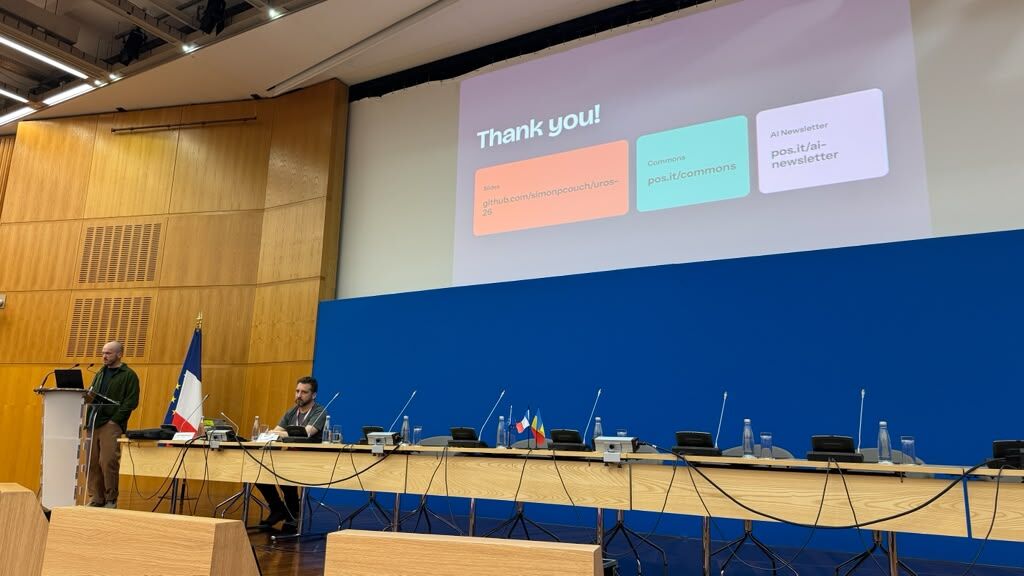 Thank you!
Slides
github.com/simonpcouch/uros-
26
Commons
pos.it/commons
AI Newsletter
pos.it/ai-
newsletter